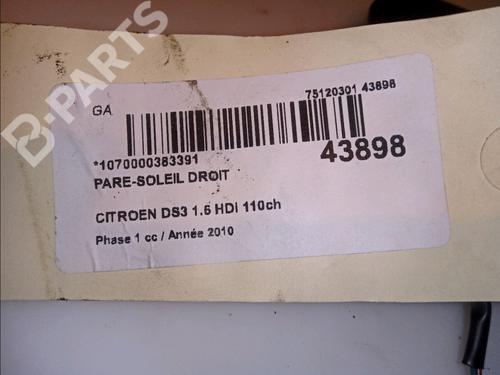 B-PARTS
GA
75120301 43898
*1070000383391
43898
PARE-SOLEIL DROIT
CITROEN DS3 1.6 HDi 110ch
Phase 1 cc / Année 2010